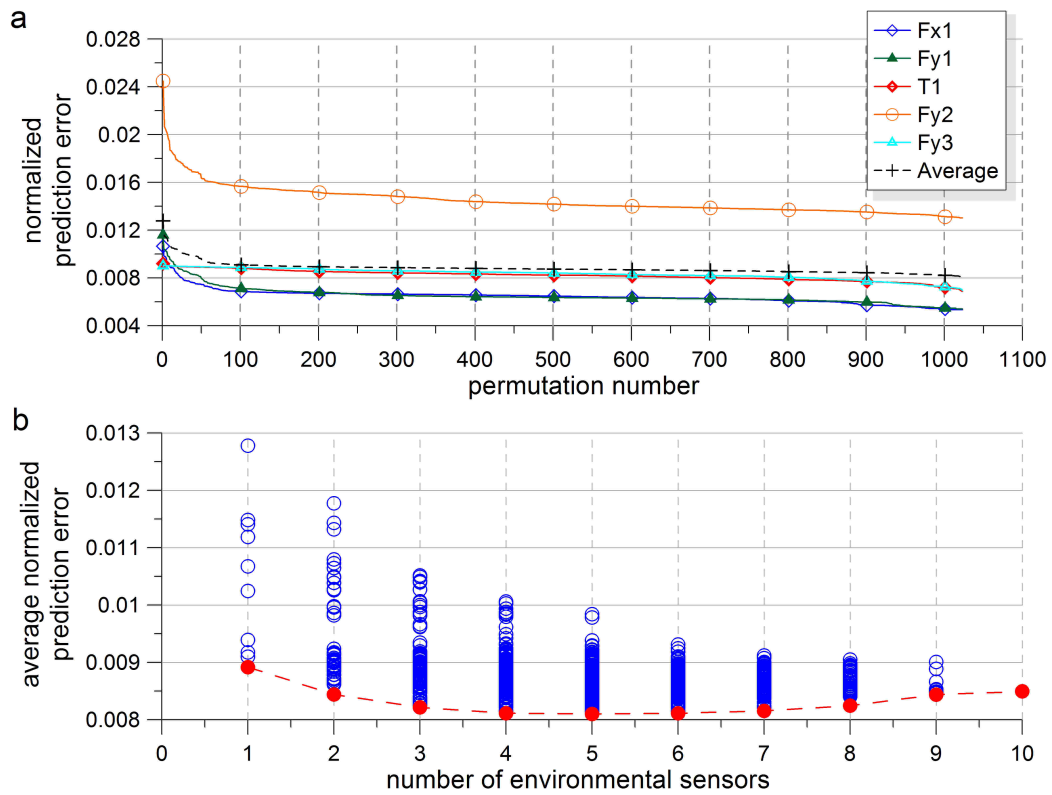 a
normalized
prediction error
0.028
0.024
0.02
0.016
0.012
0.008
0.004
0 100 200 300 400 500 600 700 800 900 1000 1100
permutation number
Fx1
Fy1
T1
Fy2
Fy3
Average
b
average normalized
prediction error
0.013
0.012
0.011
0.01
0.009
0.008
0 1 2 3 4 5 6 7 8 9 10
number of environmental sensors